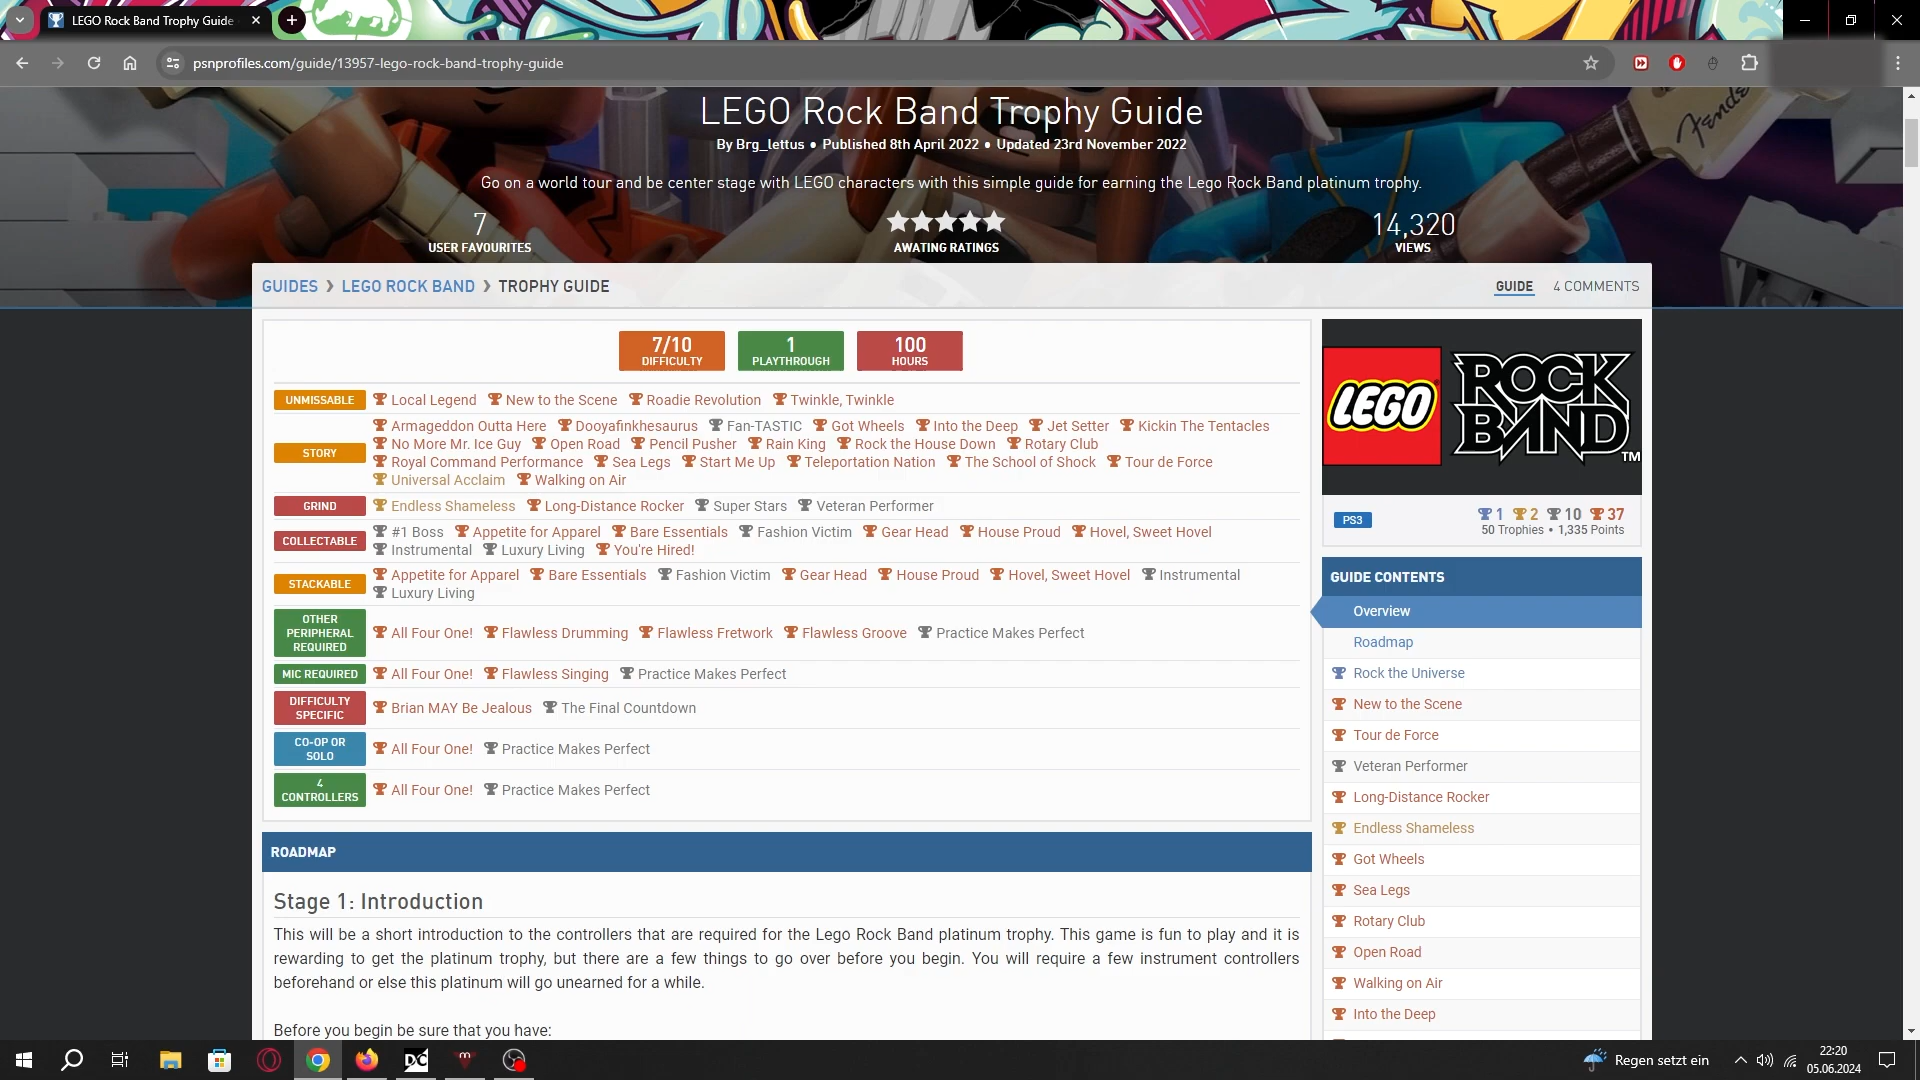 LEGO Rock Band Trophy Guide
psnprofiles.com/guide/13957-lego-rock-band-trophy-guide
LEGO Rock Band Trophy Guide
By Brg_lettus • Published 8th April 2022 • Updated 23rd November 2022
Go on a world tour and be center stage with LEGO characters with this simple guide for earning the Lego Rock Band platinum trophy.
7
USER FAVOURITES
AWATING RATINGS
14,320
VIEWS
Fender
GUIDES > LEGO ROCK BAND > TROPHY GUIDE
GUIDE 4 COMMENTS
7/10
DIFFICULTY
1
PLAYTHROUGH
100
HOURS
UNMISSABLE
Local Legend New to the Scene Roadie Revolution Twinkle, Twinkle
STORY
Armageddon Outta Here Dooyafinkhesaurus Fan-TASTIC Got Wheels Into the Deep Jet Setter Kickin The Tentacles
No More Mr. Ice Guy Open Road Pencil Pusher Rain King Rock the House Down Rotary Club
Royal Command Performance Sea Legs Start Me Up Teleportation Nation The School of Shock Tour de Force
Universal Acclaim Walking on Air
GRIND
Endless Shameless Long-Distance Rocker Super Stars Veteran Performer
COLLECTABLE
#1 Boss Appetite for Apparel Bare Essentials Fashion Victim Gear Head House Proud Hovel, Sweet Hovel
Instrumental Luxury Living You're Hired!
STACKABLE
Appetite for Apparel Bare Essentials Fashion Victim Gear Head House Proud Hovel, Sweet Hovel Instrumental
Luxury Living
OTHER
PERIPHERAL
REQUIRED
All Four One! Flawless Drumming Flawless Fretwork Flawless Groove Practice Makes Perfect
MIC REQUIRED
All Four One! Flawless Singing Practice Makes Perfect
DIFFICULTY
SPECIFIC
Brian MAY Be Jealous The Final Countdown
CO-OP OR
SOLO
All Four One! Practice Makes Perfect
4
CONTROLLERS
All Four One! Practice Makes Perfect
ROADMAP
Stage 1: Introduction
This will be a short introduction to the controllers that are required for the Lego Rock Band platinum trophy. This game is fun to play and it is
rewarding to get the platinum trophy, but there are a few things to go over before you begin. You will require a few instrument controllers
beforehand or else this platinum will go unearned for a while.
Before you begin be sure that you have:
LEGO
ROCK
BAND
TM
PS3
1 2 10 37
50 Trophies • 1,335 Points
GUIDE CONTENTS
Overview
Roadmap
Rock the Universe
New to the Scene
Tour de Force
Veteran Performer
Long-Distance Rocker
Endless Shameless
Got Wheels
Sea Legs
Rotary Club
Open Road
Walking on Air
Into the Deep
DC
Regen setzt ein
22:20
05.06.2024